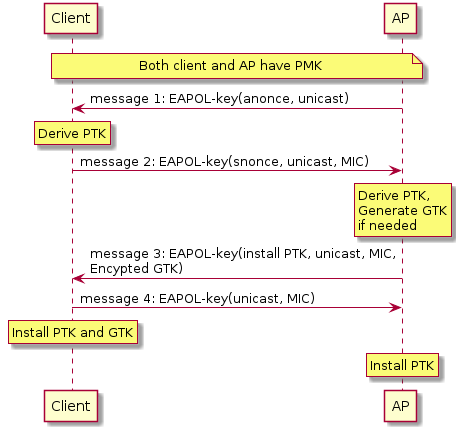 Client
AP
Both client and AP have PMK
message 1: EAPOL-key(anonce, unicast)
Derive PTK
message 2: EAPOL-key(snonce, unicast, MIC)
Derive PTK,
Generate GTK
if needed
message 3: EAPOL-key(install PTK, unicast, MIC,
Encypted GTK)
message 4: EAPOL-key(unicast, MIC)
Install PTK and GTK
Install PTK
Client
AP